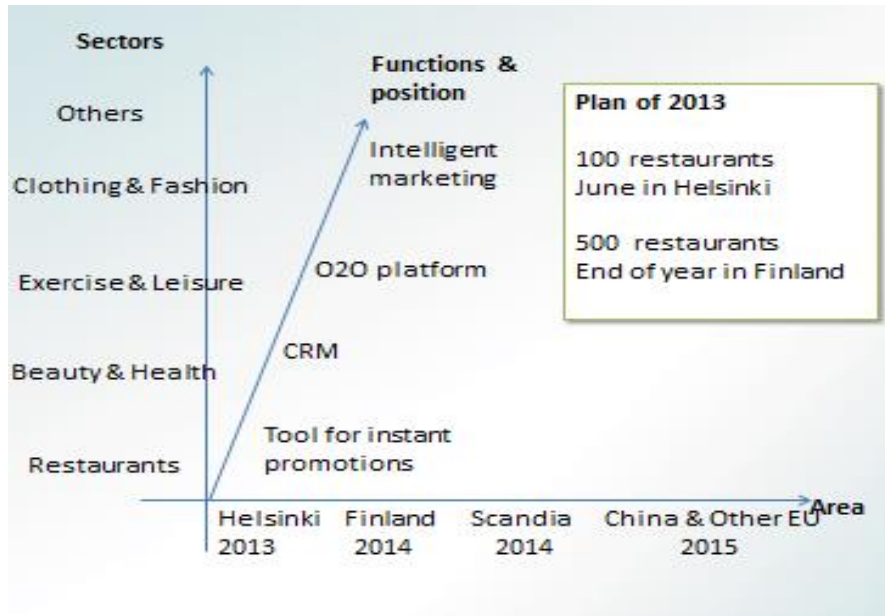 Sectors
Others
Clothing & Fashion
Exercise & Leisure
Beauty & Health
Restaurants
Functions &
position
Intelligent
marketing
O2O platform
CRM
Tool for instant
promotions
Plan of 2013
100 restaurants
June in Helsinki
500 restaurants
End of year in Finland
Area
Helsinki
2013
Finland
2014
Scandia
2014
China & Other EU
2015